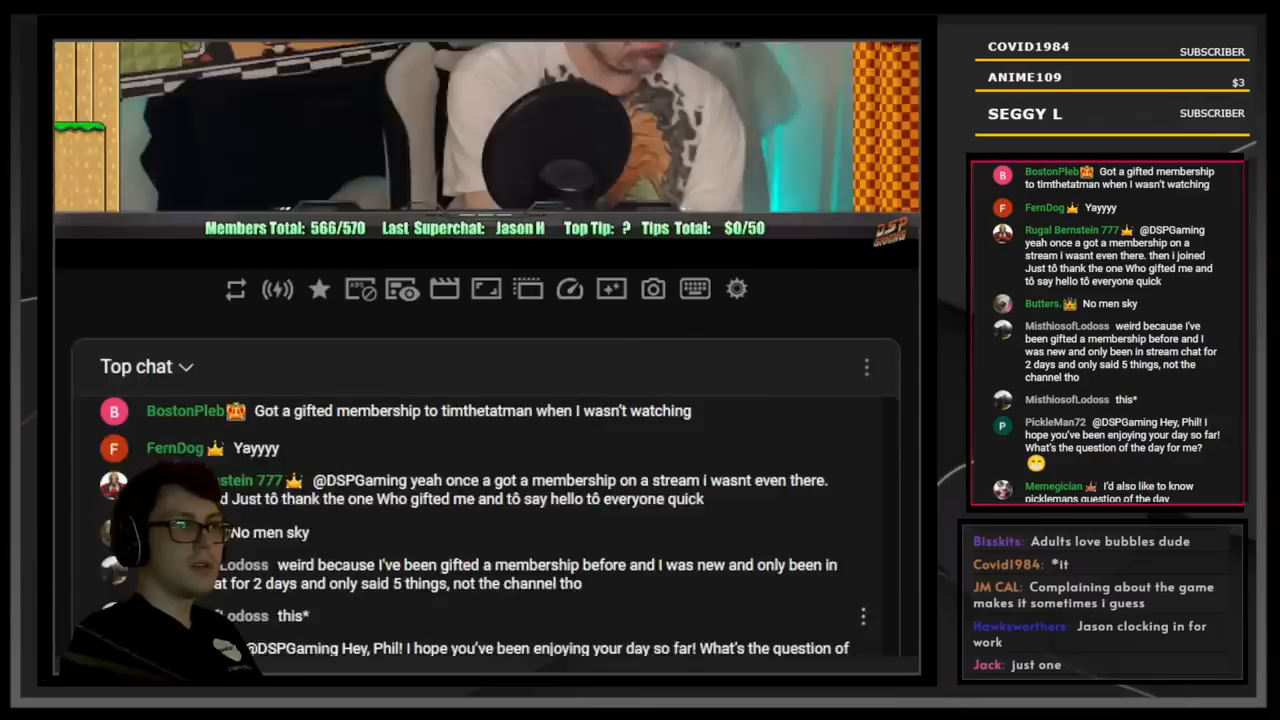 Members Total: 566/570 Last Superchat: Jason H Top Tip: ? Tips Total: $0/50
DSP
GAMING
Top chat
B BostonPleb Got a gifted membership to timthetatman when I wasn't watching
F FernDog Yayyyy
stein 777 @DSPGaming yeah once a got a membership on a stream i wasnt even there.
d Just tô thank the one Who gifted me and tô say hello tô everyone quick
No men sky
Lodoss weird because I've been gifted a membership before and I was new and only been in
at for 2 days and only said 5 things, not the channel tho
Lodoss this*
@DSPGaming Hey, Phil! I hope you've been enjoying your day so far! What's the question of
COVID1984 SUBSCRIBER
ANIME109 $3
SEGGY L SUBSCRIBER
B BostonPleb Got a gifted membership
to timthetatman when I wasn't watching
F FernDog Yayyyy
Rugal Bernstein 777 @DSPGaming
yeah once a got a membership on a
stream i wasnt even there. then i joined
Just tô thank the one Who gifted me and
tô say hello tô everyone quick
Butters. No men sky
MisthiosofLodoss weird because I've
been gifted a membership before and I
was new and only been in stream chat for
2 days and only said 5 things, not the
channel tho
MisthiosofLodoss this*
P PickleMan72 @DSPGaming Hey, Phil! I
hope you've been enjoying your day so far!
What's the question of the day for me?
Memegician I'd also like to know
picklemans question of the day
Bisskits: Adults love bubbles dude
Covid1984: *it
JM CAL: Complaining about the game
makes it sometimes i guess
Hawksworthers: Jason clocking in for
work
Jack: just one